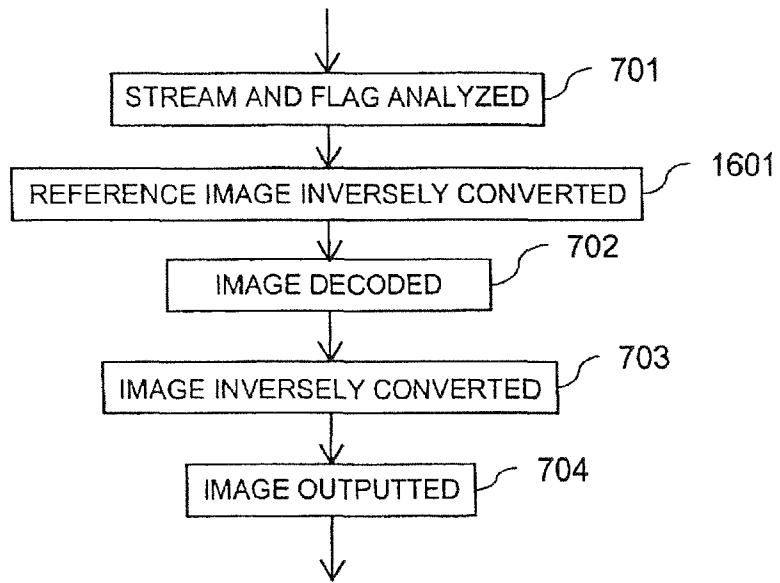 STREAM AND FLAG ANALYZED 701
REFERENCE IMAGE INVERSELY CONVERTED 1601
IMAGE DECODED 702
IMAGE INVERSELY CONVERTED 703
IMAGE OUTPUTTED 704